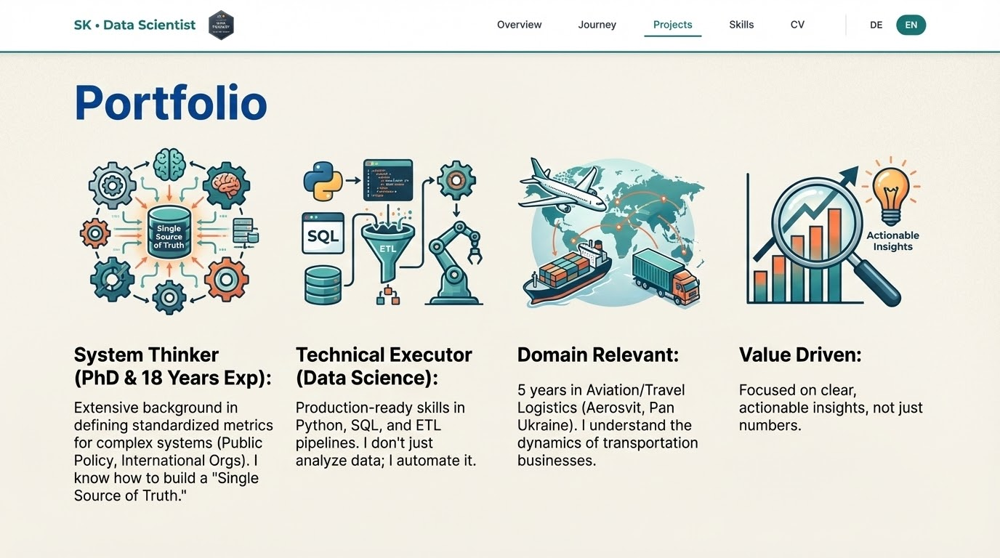 SK • Data Scientist
Overview
Journey
Projects
Skills
CV
DE
EN
Portfolio
Single
Source
of Truth
SQL
ETL
Actionable
Insights
System Thinker
(PhD & 18 Years Exp):
Extensive background in
defining standardized metrics
for complex systems (Public
Policy, International Orgs). I
know how to build a "Single
Source of Truth."
Technical Executor
(Data Science):
Production-ready skills in
Python, SQL, and ETL
pipelines. I don't just
analyze data; I automate it.
Domain Relevant:
5 years in Aviation/Travel
Logistics (Aerosvit, Pan
Ukraine). I understand the
dynamics of transportation
businesses.
Value Driven:
Focused on clear,
actionable insights, not just
numbers.